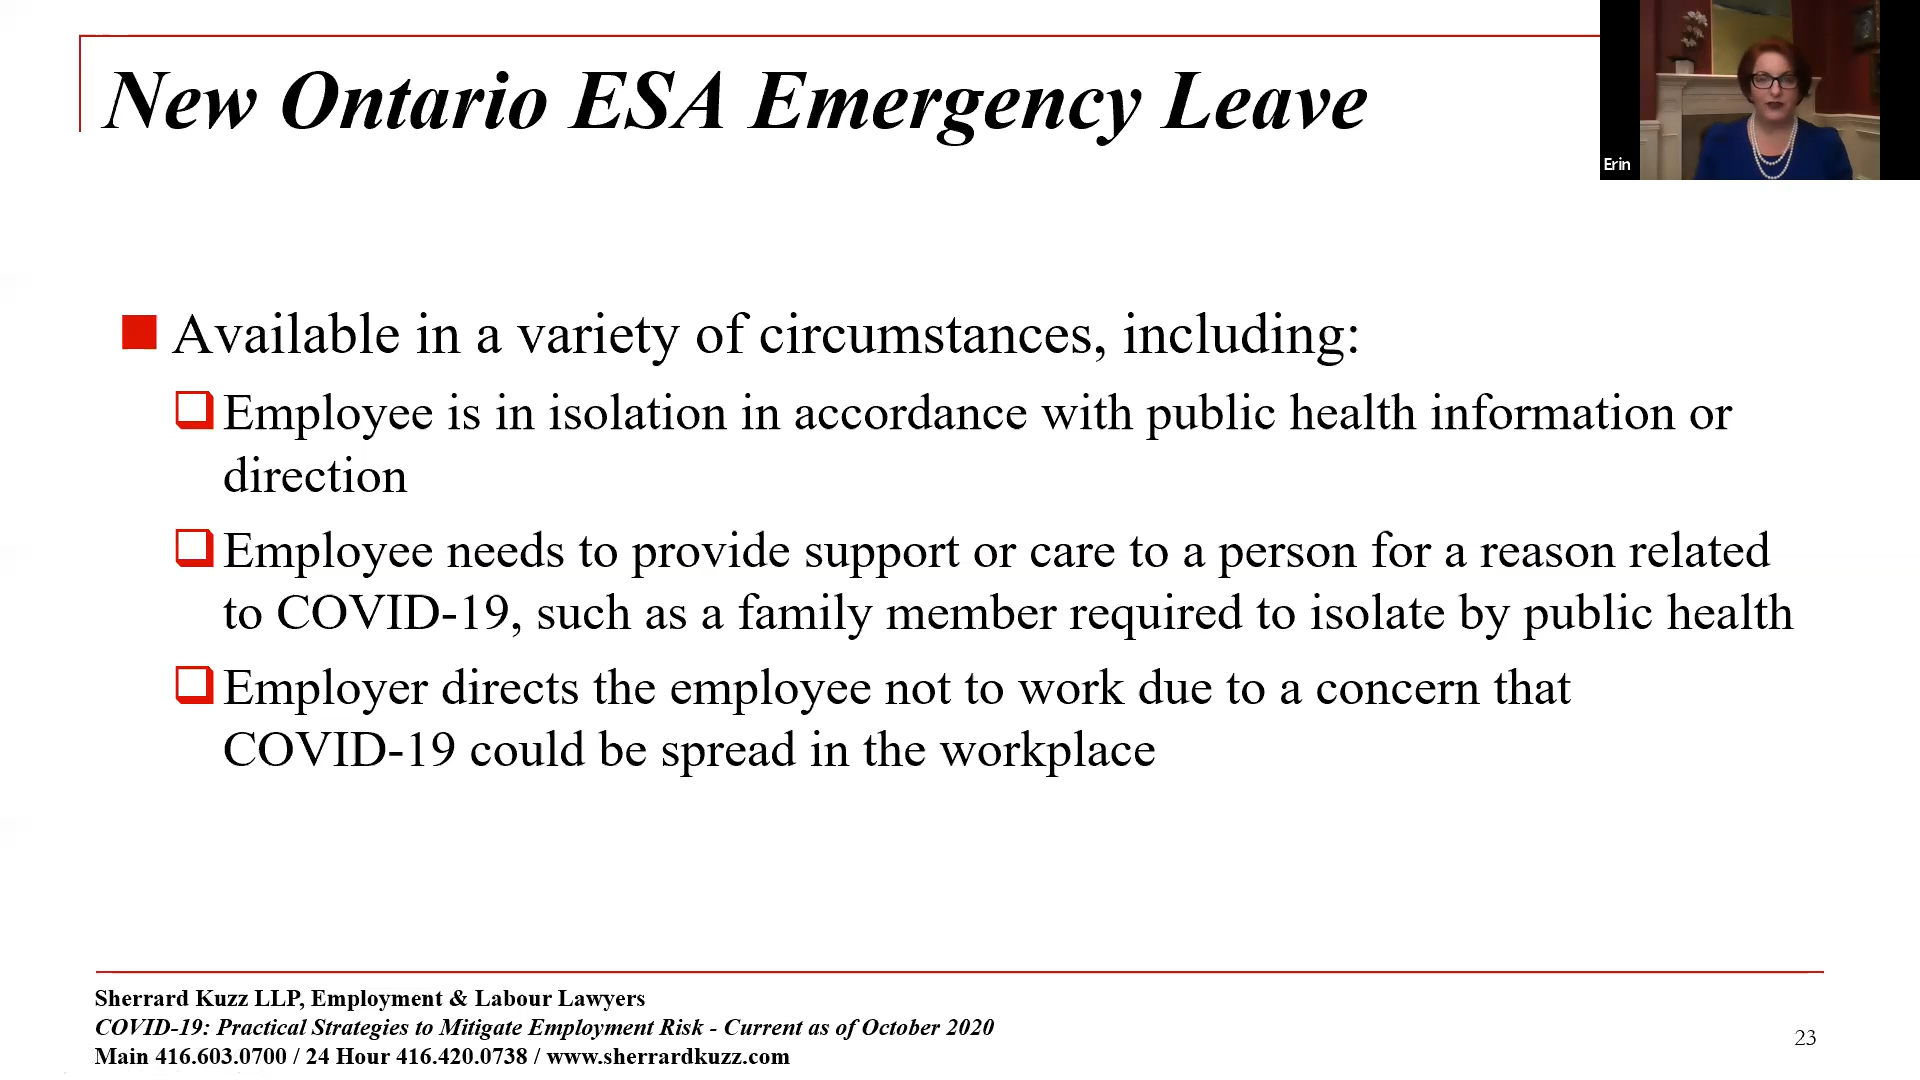 New Ontario ESA Emergency Leave
Erin
Available in a variety of circumstances, including:
Employee is in isolation in accordance with public health information or
direction
Employee needs to provide support or care to a person for a reason related
to COVID-19, such as a family member required to isolate by public health
Employer directs the employee not to work due to a concern that
COVID-19 could be spread in the workplace
Sherrard Kuzz LLP, Employment & Labour Lawyers
COVID-19: Practical Strategies to Mitigate Employment Risk - Current as of October 2020
Main 416.603.0700 / 24 Hour 416.420.0738 / www.sherrardkuzz.com
23